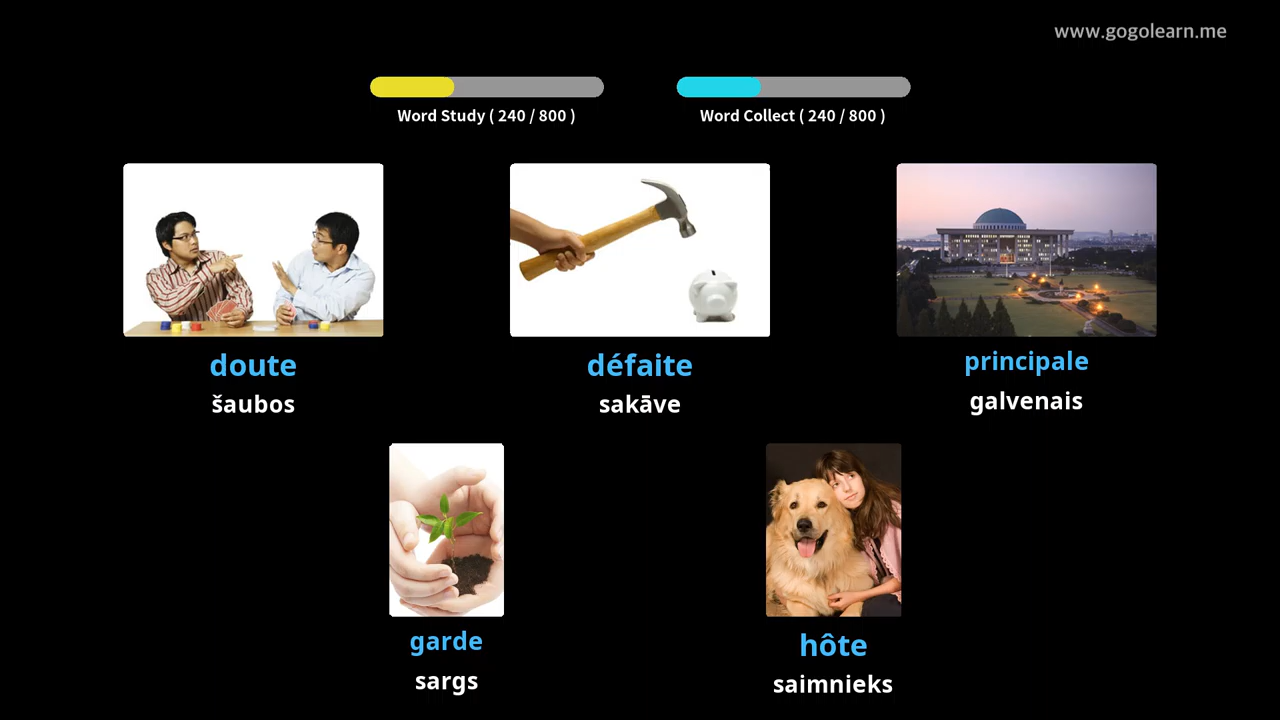 www.gogolearn.me
Word Study ( 240 / 800 )
Word Collect ( 240 / 800 )
doute
šaubos
défaite
sakāve
principale
galvenais
garde
sargs
hôte
saimnieks